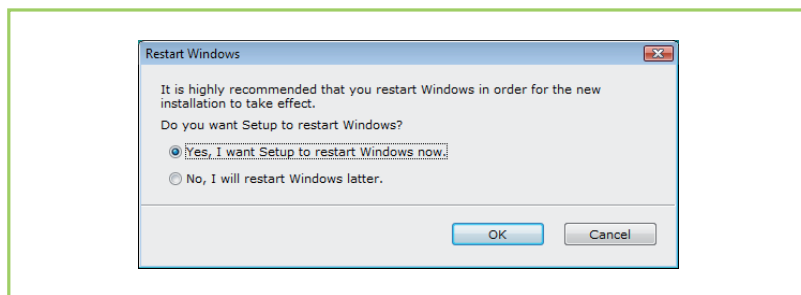 Restart Windows
It is highly recommended that you restart Windows in order for the new
installation to take effect.
Do you want Setup to restart Windows?
Yes, I want Setup to restart Windows now.
No, I will restart Windows latter.
OK
Cancel